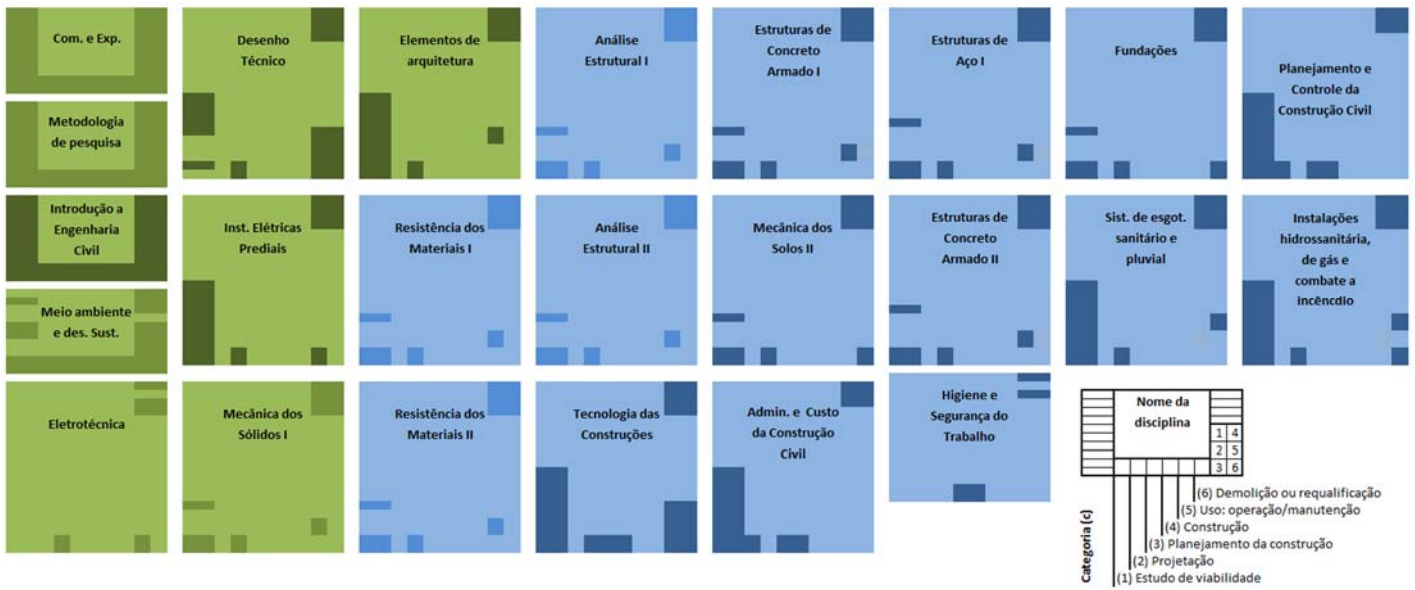 Com. e Exp.
Metodologia
de pesquisa
Introdução a
Engenharia
Civil
Meio ambiente
e des. Sust.
Eletrotécnica
Desenho
Técnico
Inst. Elétricas
Prediais
Mecânica dos
Sólidos I
Elementos de
arquitetura
Resistência dos
Materiais I
Resistência dos
Materiais II
Análise
Estrutural I
Análise
Estrutural II
Tecnologia das
Construções
Estruturas de
Concreto
Armado I
Mecânica dos
Solos II
Admin. e Custo
da Construção
Civil
Estruturas de
Aço I
Estruturas de
Concreto
Armado II
Higiene e
Segurança do
Trabalho
Fundações
Sist. de esgot.
sanitário e
pluvial
Planejamento e
Controle da
Construção Civil
Instalações
hidrossanitária,
de gás e
combate a
incêncdio
Nome da
disciplina
1 4
2 5
3 6
Categoria (c)
(6) Demolição ou requalificação
(5) Uso: operação/manutenção
(4) Construção
(3) Planejamento da construção
(2) Projetação
(1) Estudo de viabilidade